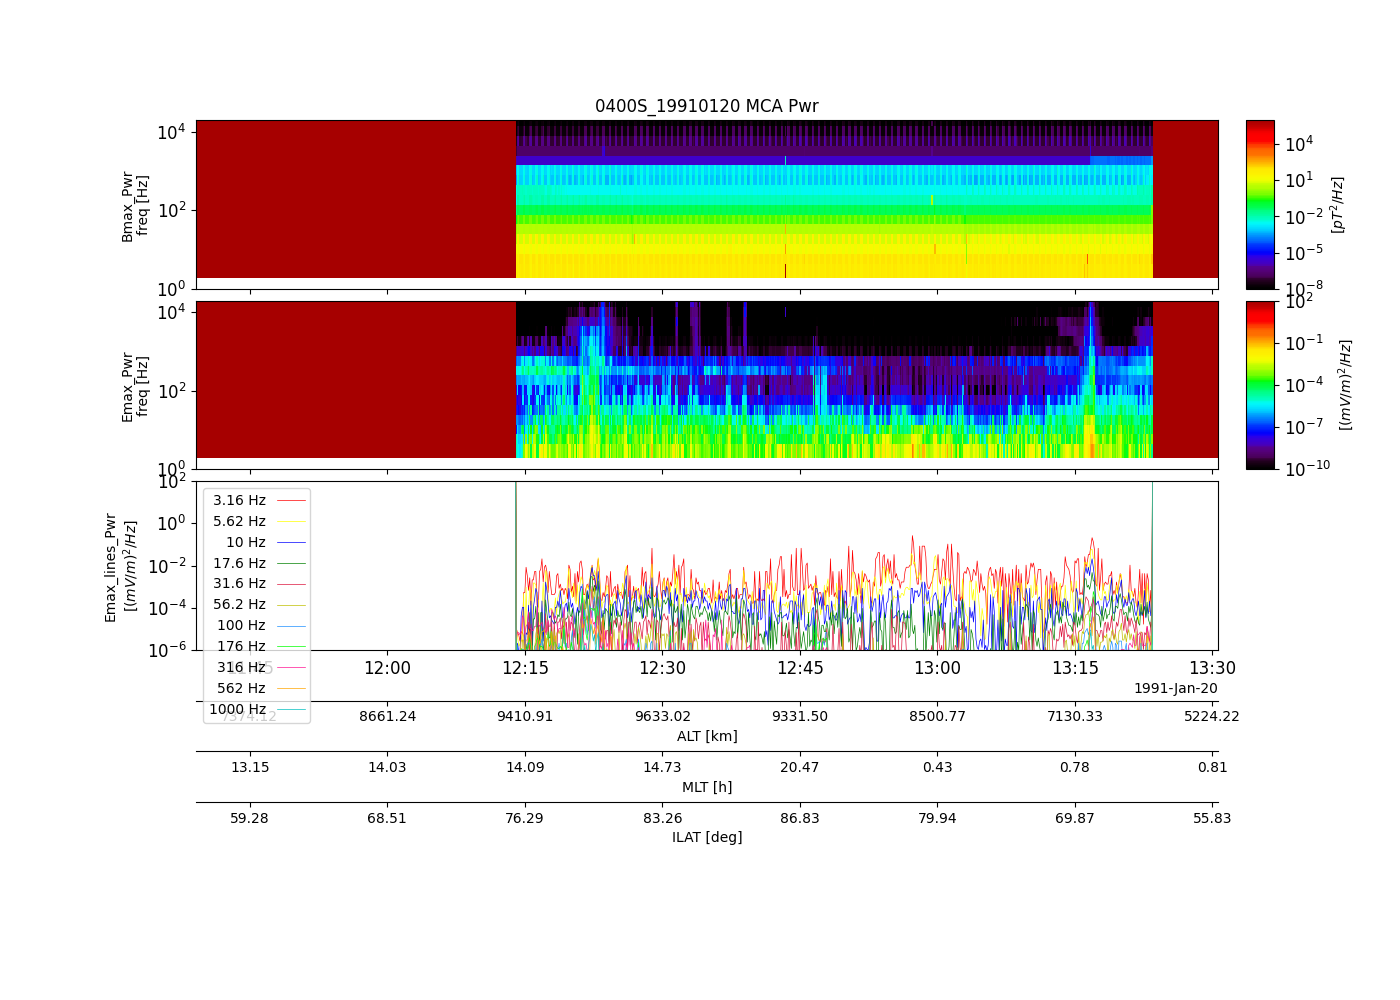 0400S_19910120 MCA Pwr
Bmax_Pwr
freq [Hz]
10^4
10^2
10^0
10^4
10^1
10^-2
10^-5
10^-8
[pT^2/Hz]
Emax_Pwr
freq [Hz]
10^4
10^2
10^0
10^2
10^-1
10^-4
10^-7
10^-10
[(mV/m)^2/Hz]
Emax_lines_Pwr
[(mV/m)^2/Hz]
10^2
10^0
10^-2
10^-4
10^-6
3.16 Hz
5.62 Hz
10 Hz
17.6 Hz
31.6 Hz
56.2 Hz
100 Hz
176 Hz
316 Hz
562 Hz
1000 Hz
11:45 12:00 12:15 12:30 12:45 13:00 13:15 13:30
1991-Jan-20
7374.12 8661.24 9410.91 9633.02 9331.50 8500.77 7130.33 5224.22
ALT [km]
13.15 14.03 14.09 14.73 20.47 0.43 0.78 0.81
MLT [h]
59.28 68.51 76.29 83.26 86.83 79.94 69.87 55.83
ILAT [deg]